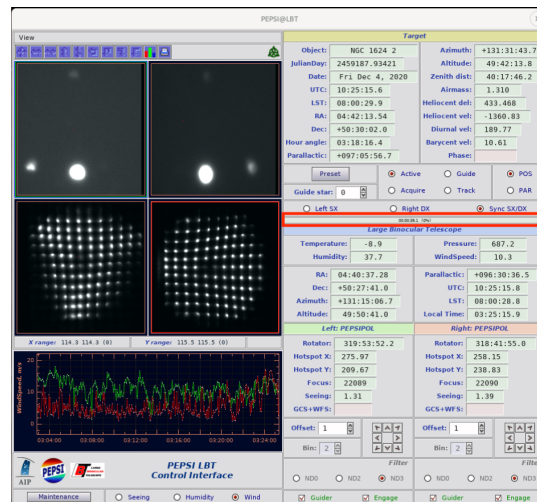 PEPSI@LBT
View
Target
Object: NGC 1624 2 Azimuth: +131:31:43.7
JulianDay: 2459187.93421 Altitude: 49:42:13.8
Date: Fri Dec 4, 2020 Zenith dist: 40:17:46.2
UTC: 10:25:15.6 Airmass: 1.310
LST: 08:00:29.9 Heliocent del: 433.468
RA: 04:42:13.54 Heliocent vel: -1360.83
Dec: +50:30:02.0 Diurnal vel: 189.77
Hour angle: 03:18:16.4 Barycent vel: 10.61
Parallactic: +097:05:56.7 Phase:
Preset Active Guide POS
Guide star: 0 Acquire Track PAR
Left SX Right DX Sync SX/DX
Large Binocular Telescope
Temperature: -8.9 Pressure: 687.2
Humidity: 37.7 WindSpeed: 10.3
RA: 04:40:37.28 Parallactic: +096:30:36.5
Dec: +50:27:41.0 UTC: 10:25:15.8
Azimuth: +131:15:06.7 LST: 08:00:28.8
Altitude: 49:50:41.0 Local Time: 03:25:15.9
Left: PEPSIPOL Right: PEPSIPOL
Rotator: 319:53:52.2 Rotator: 318:41:55.0
Hotspot X: 275.97 Hotspot X: 258.15
Hotspot Y: 209.67 Hotspot Y: 238.83
Focus: 22089 Focus: 22090
Seeing: 1.31 Seeing: 1.39
GCS+WFS: GCS+WFS:
Offset: 1 Offset: 1
Bin: 2 Bin: 2
Filter Filter
ND0 ND2 ND3 ND0 ND2 ND3
Guider Engage Guider Engage
X range: 114.3 114.3 (0) Y range: 115.5 115.5 (0)
WindSpeed, m/s
20
10
0
03:04:00 03:08:00 03:12:00 03:16:00 03:20:00 03:24:00
AIP PEPSI LBT
PEPSI LBT
Control Interface
Maintenance Seeing Humidity Wind